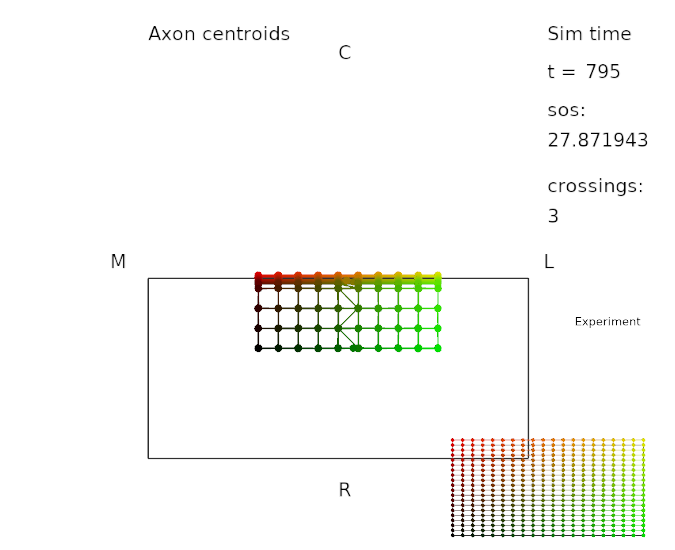 Axon centroids
C
Sim time
t = 795
sos:
27.871943
crossings:
3
M
L
Experiment
R